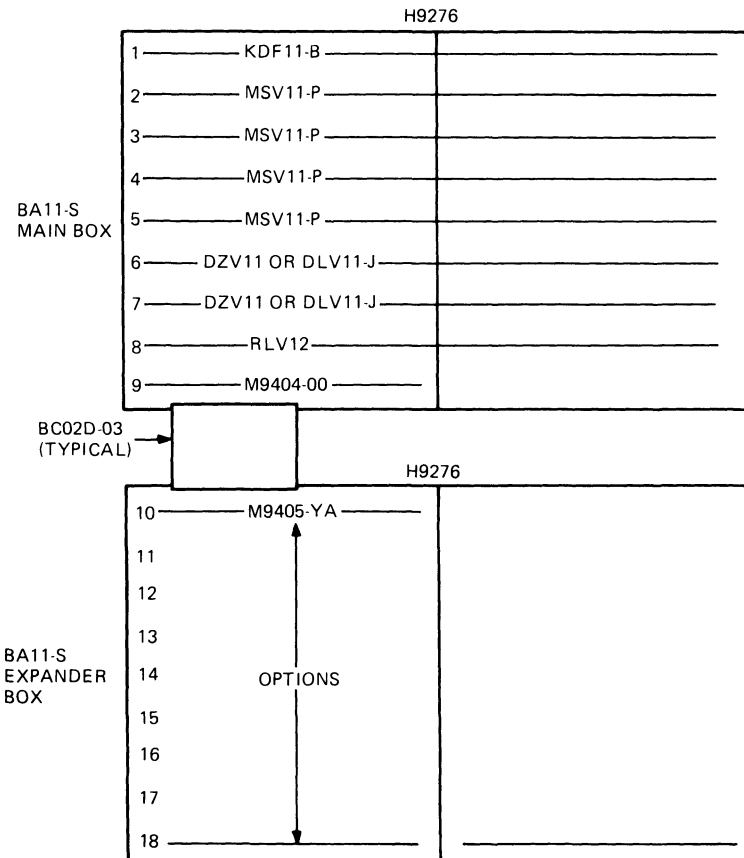 H9276
1 KDF11-B
2 MSV11-P
3 MSV11-P
4 MSV11-P
5 MSV11-P
BA11-S
MAIN BOX
6 DZV11 OR DLV11-J
7 DZV11 OR DLV11-J
8 RLV12
9 M9404-00
BC02D-03
(TYPICAL)
H9276
10 M9405-YA
11
12
13
BA11-S
EXPANDER
BOX
14 OPTIONS
15
16
17
18